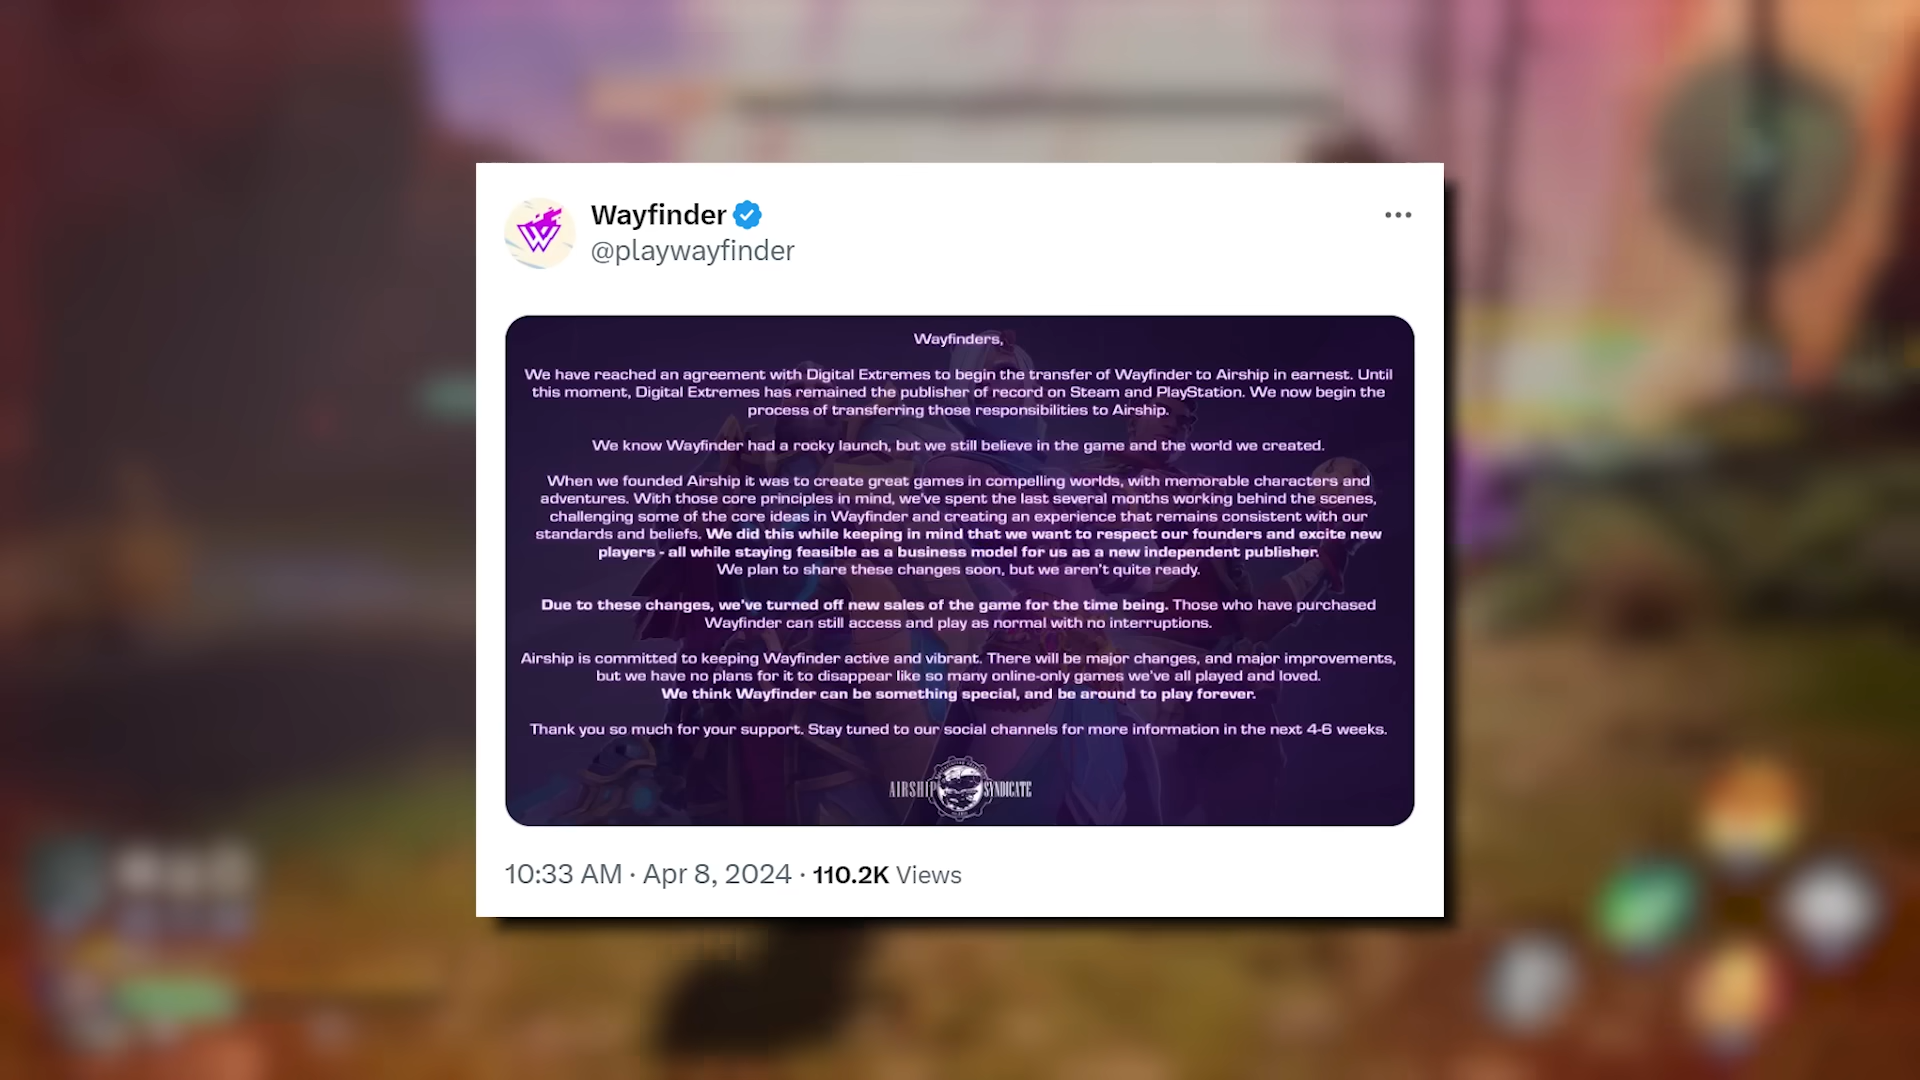 Wayfinder
@playwayfinder
Wayfinders,
We have reached an agreement with Digital Extremes to begin the transfer of Wayfinder to Airship in earnest. Until
this moment, Digital Extremes has remained the publisher of record on Steam and PlayStation. We now begin the
process of transferring those responsibilities to Airship.
We know Wayfinder had a rocky launch, but we still believe in the game and the world we created.
When we founded Airship it was to create great games in compelling worlds, with memorable characters and
adventures. With those core principles in mind, we've spent the last several months working behind the scenes,
challenging some of the core ideas in Wayfinder and creating an experience that remains consistent with our
standards and beliefs. We did this while keeping in mind that we want to respect our founders and excite new
players - all while staying feasible as a business model for us as a new independent publisher.
We plan to share these changes soon, but we aren't quite ready.
Due to these changes, we've turned off new sales of the game for the time being. Those who have purchased
Wayfinder can still access and play as normal with no interruptions.
Airship is committed to keeping Wayfinder active and vibrant. There will be major changes, and major improvements,
but we have no plans for it to disappear like so many online-only games we've all played and loved.
We think Wayfinder can be something special, and be around to play forever.
Thank you so much for your support. Stay tuned to our social channels for more information in the next 4-6 weeks.
AIRSHIP SYNDICATE
10:33 AM · Apr 8, 2024 · 110.2K Views